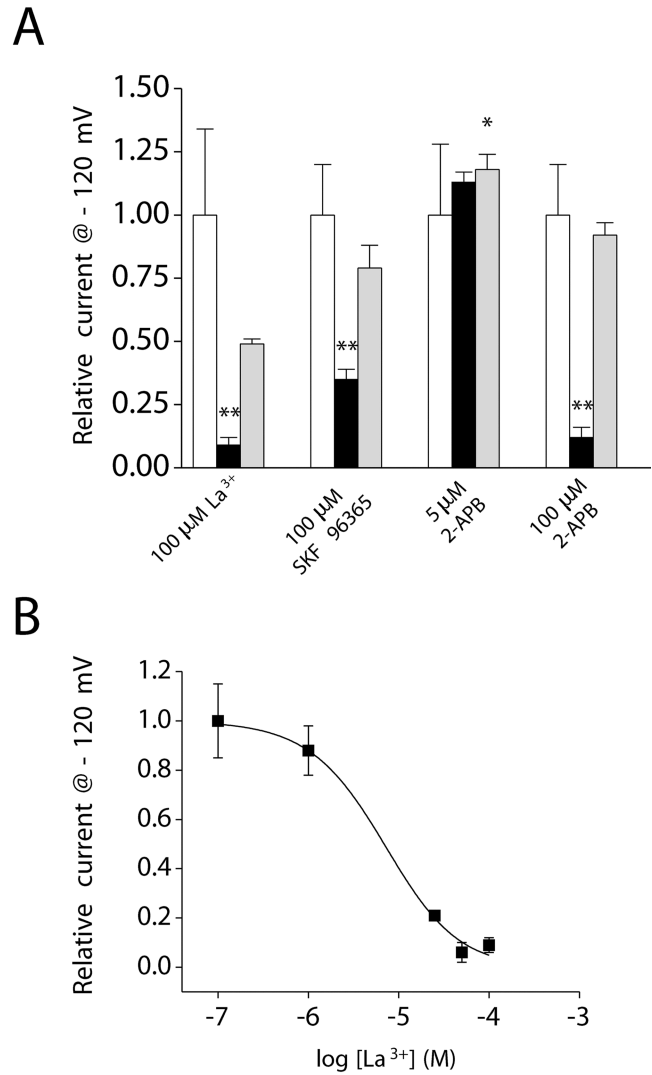 A
Relative current @ - 120 mV
1.50
1.25
1.00
0.75
0.50
0.25
0.00
**
**
*
**
100 µM La3+
100 µM
SKF 96365
5 µM
2-APB
100 µM
2-APB
B
Relative current @ - 120 mV
1.2
1.0
0.8
0.6
0.4
0.2
0.0
-7 -6 -5 -4 -3
log [La3+] (M)